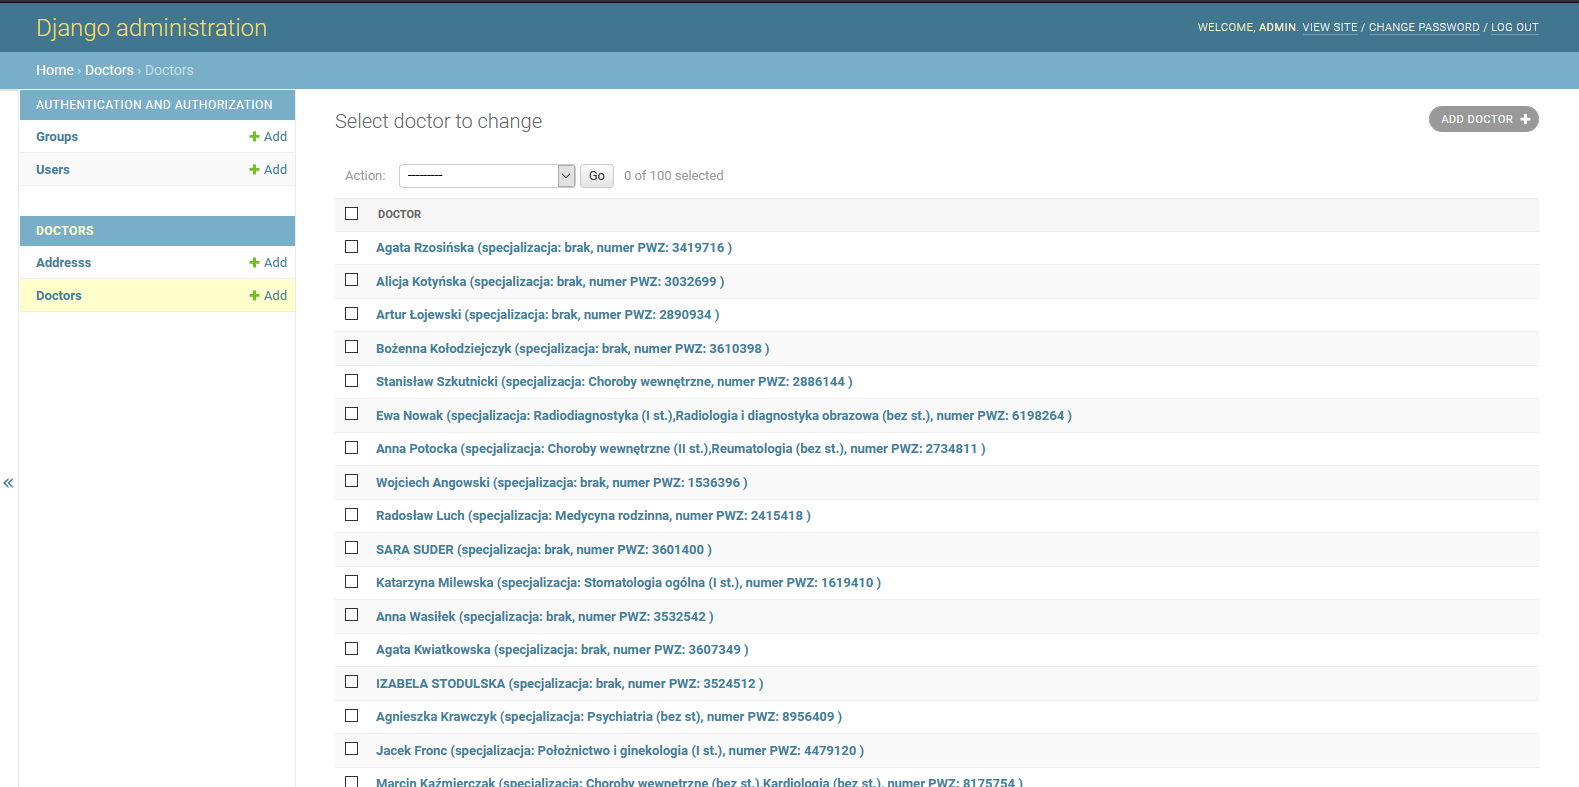 Django administration
WELCOME, ADMIN. VIEW SITE / CHANGE PASSWORD / LOG OUT
Home › Doctors › Doctors
AUTHENTICATION AND AUTHORIZATION
Groups + Add
Users + Add
DOCTORS
Addresss + Add
Doctors + Add
«
Select doctor to change
ADD DOCTOR +
Action: --------- Go 0 of 100 selected
DOCTOR
Agata Rzosińska (specjalizacja: brak, numer PWZ: 3419716 )
Alicja Kotyńska (specjalizacja: brak, numer PWZ: 3032699 )
Artur Łojewski (specjalizacja: brak, numer PWZ: 2890934 )
Bożenna Kołodziejczyk (specjalizacja: brak, numer PWZ: 3610398 )
Stanisław Szkutnicki (specjalizacja: Choroby wewnętrzne, numer PWZ: 2886144 )
Ewa Nowak (specjalizacja: Radiodiagnostyka (I st.),Radiologia i diagnostyka obrazowa (bez st.), numer PWZ: 6198264 )
Anna Potocka (specjalizacja: Choroby wewnętrzne (II st.),Reumatologia (bez st.), numer PWZ: 2734811 )
Wojciech Angowski (specjalizacja: brak, numer PWZ: 1536396 )
Radosław Luch (specjalizacja: Medycyna rodzinna, numer PWZ: 2415418 )
SARA SUDER (specjalizacja: brak, numer PWZ: 3601400 )
Katarzyna Milewska (specjalizacja: Stomatologia ogólna (I st.), numer PWZ: 1619410 )
Anna Wasiłek (specjalizacja: brak, numer PWZ: 3532542 )
Agata Kwiatkowska (specjalizacja: brak, numer PWZ: 3607349 )
IZABELA STODULSKA (specjalizacja: brak, numer PWZ: 3524512 )
Agnieszka Krawczyk (specjalizacja: Psychiatria (bez st), numer PWZ: 8956409 )
Jacek Fronc (specjalizacja: Położnictwo i ginekologia (I st.), numer PWZ: 4479120 )
Marcin Kaźmierczak (specjalizacja: Choroby wewnętrzne (bez st.),Kardiologia (bez st.), numer PWZ: 8175754 )